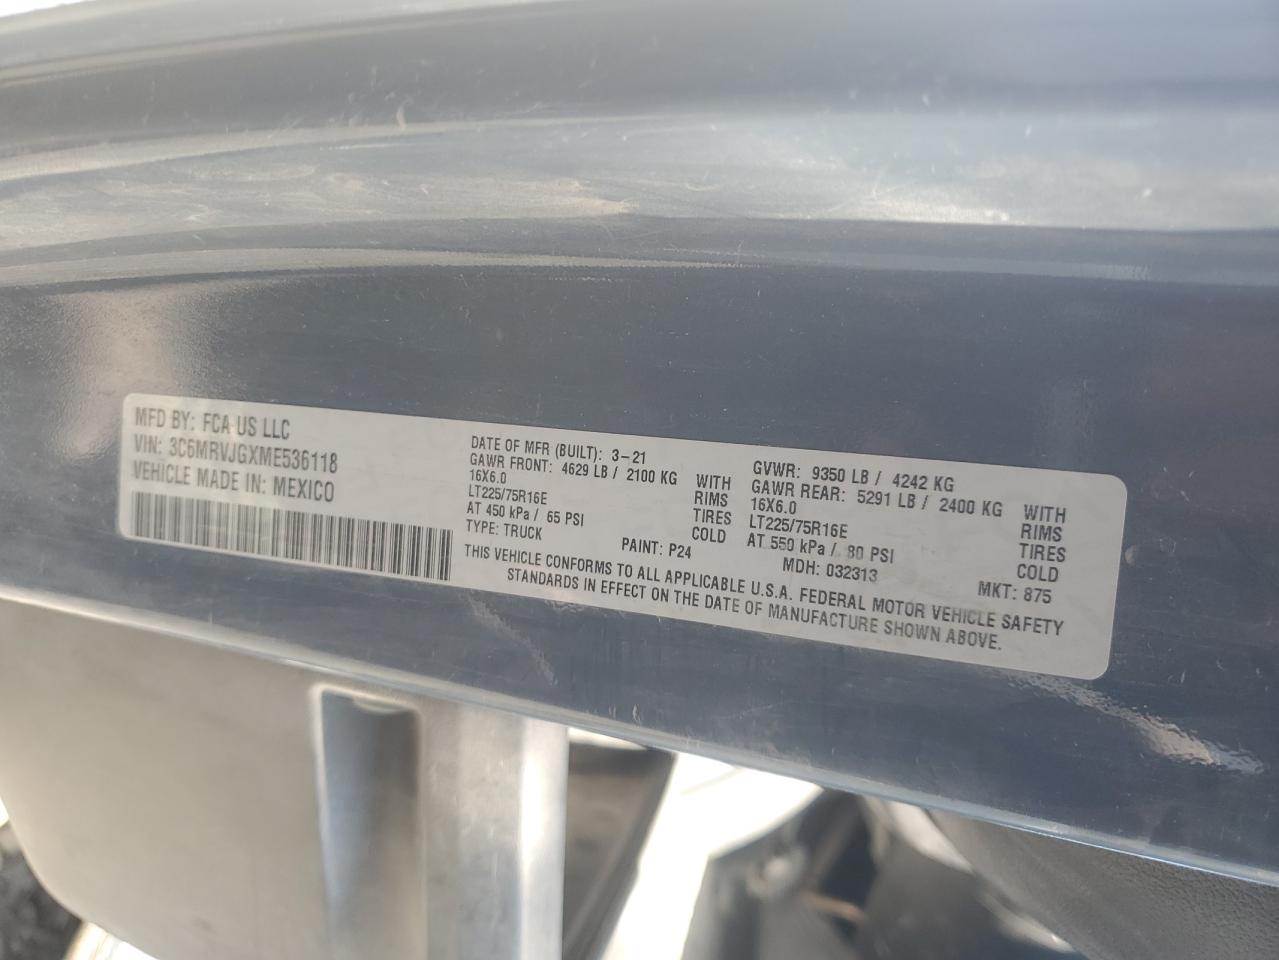 MFD BY: FCA US LLC
VIN: 3C6MRVJGXME536118
VEHICLE MADE IN: MEXICO
DATE OF MFR (BUILT): 3-21
GAWR FRONT: 4629 LB / 2100 KG WITH
16X6.0 RIMS
LT225/75R16E TIRES
AT 450 kPa / 65 PSI COLD
TYPE: TRUCK PAINT: P24
GVWR: 9350 LB / 4242 KG
GAWR REAR: 5291 LB / 2400 KG WITH
16X6.0 RIMS
LT225/75R16E TIRES
AT 550 kPa / 80 PSI COLD
MDH: 032313 MKT: 875
THIS VEHICLE CONFORMS TO ALL APPLICABLE U.S.A. FEDERAL MOTOR VEHICLE SAFETY
STANDARDS IN EFFECT ON THE DATE OF MANUFACTURE SHOWN ABOVE.